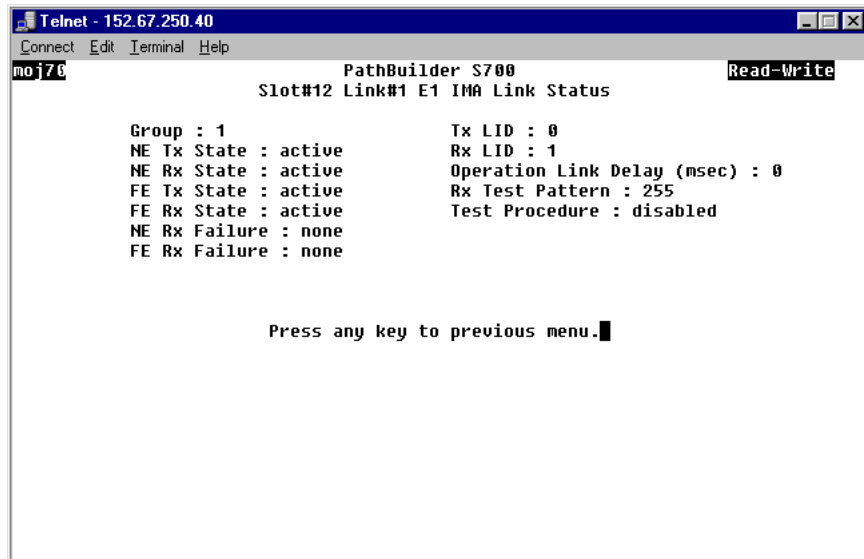 Telnet - 152.67.250.40
Connect Edit Terminal Help
moj70 PathBuilder S700 Read-Write
Slot#12 Link#1 E1 IMA Link Status
Group : 1 Tx LID : 0
NE Tx State : active Rx LID : 1
NE Rx State : active Operation Link Delay (msec) : 0
FE Tx State : active Rx Test Pattern : 255
FE Rx State : active Test Procedure : disabled
NE Rx Failure : none
FE Rx Failure : none
Press any key to previous menu.